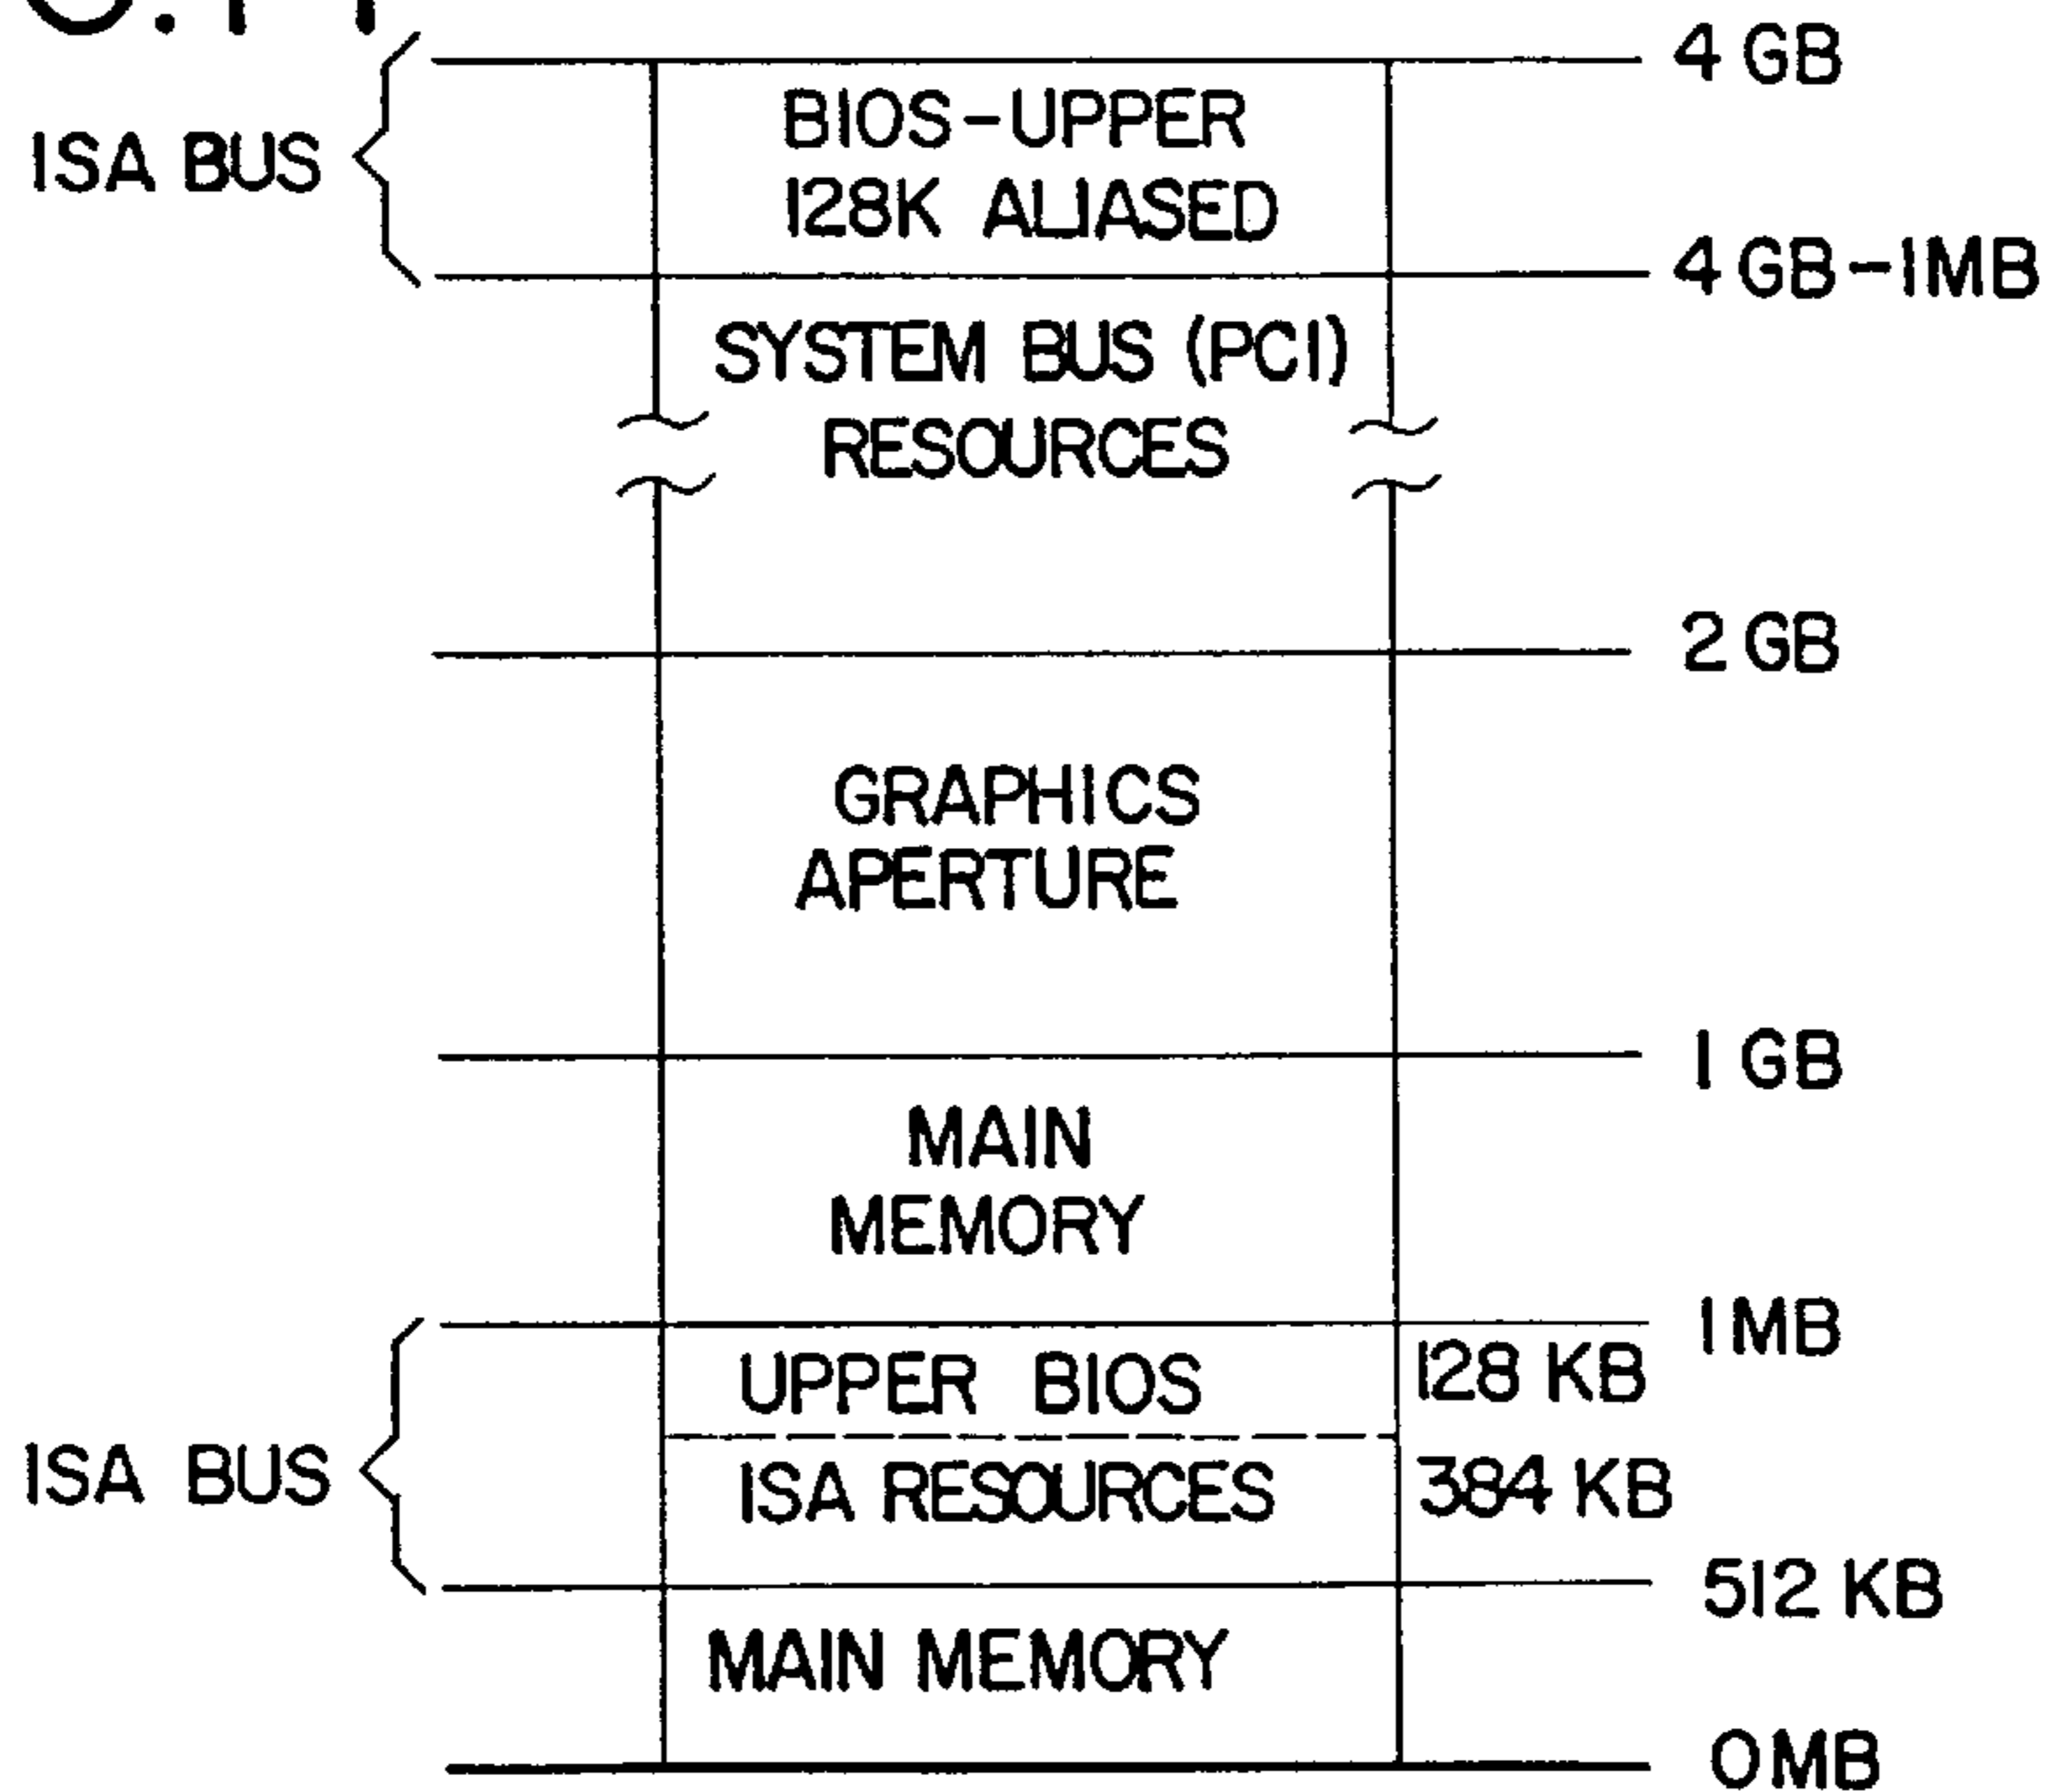 4 GB
BIOS-UPPER
128K ALIASED
ISA BUS
4 GB-1MB
SYSTEM BUS (PCI)
RESOURCES
2 GB
GRAPHICS
APERTURE
1 GB
MAIN
MEMORY
1MB
UPPER BIOS 128 KB
ISA BUS
ISA RESOURCES 384 KB
512 KB
MAIN MEMORY
0MB